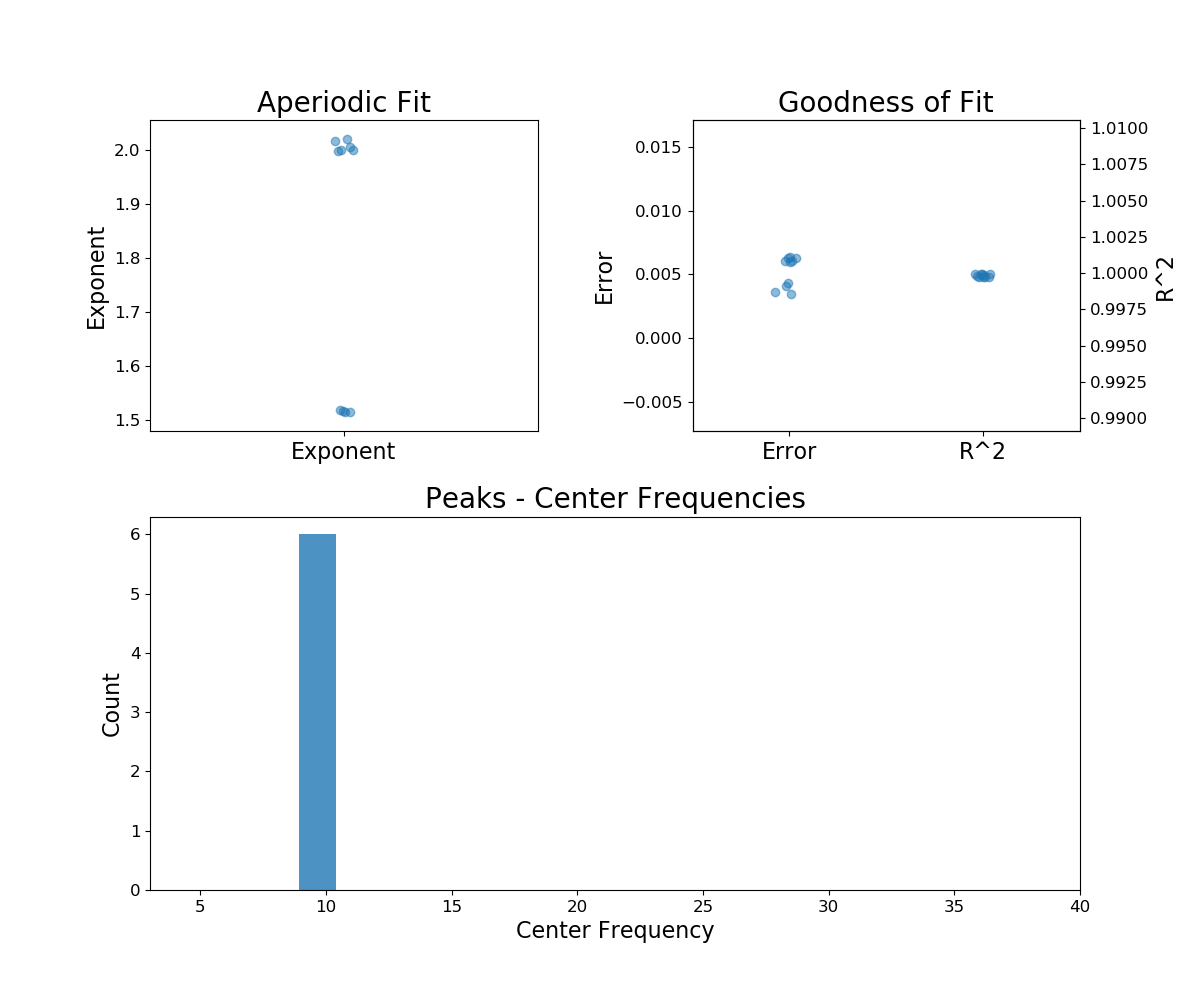 Aperiodic Fit
2.0
1.9
1.8
1.7
1.6
1.5
Exponent
Exponent
Goodness of Fit
0.015
0.010
0.005
0.000
−0.005
Error
1.0100
1.0075
1.0050
1.0025
1.0000
0.9975
0.9950
0.9925
0.9900
R^2
Error
R^2
Peaks - Center Frequencies
6
5
4
3
2
1
0
Count
5 10 15 20 25 30 35 40
Center Frequency